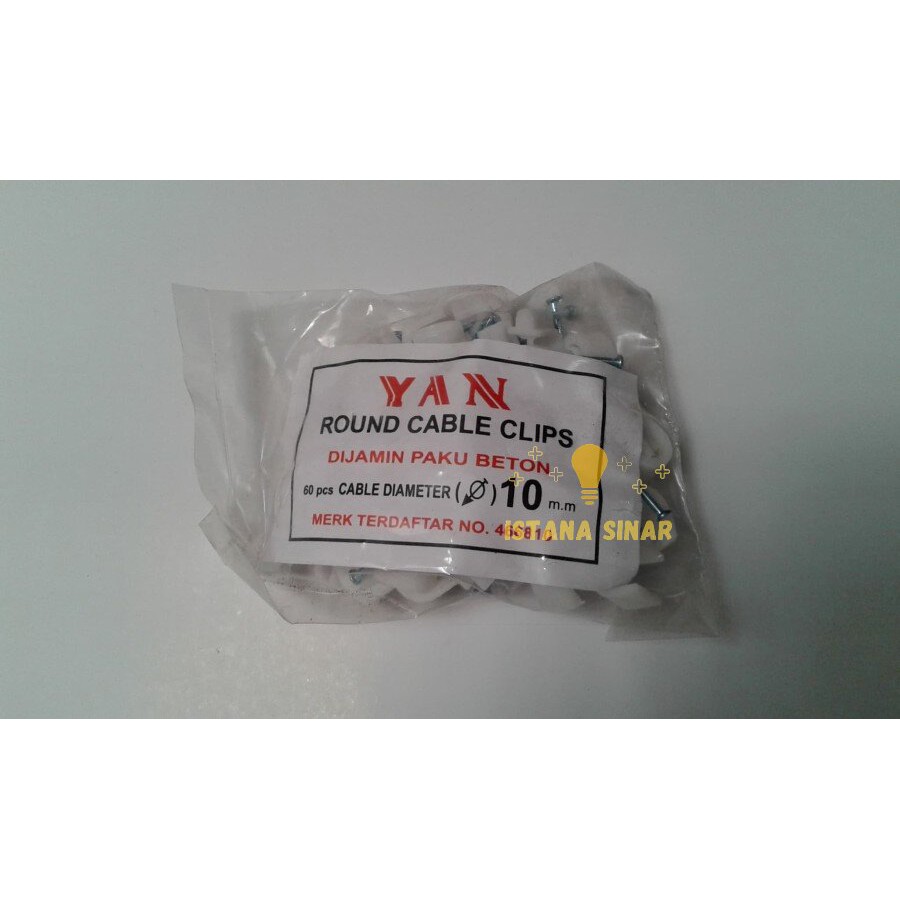 YAN
ROUND CABLE CLIPS
DIJAMIN PAKU BETON
60 pcs CABLE DIAMETER (Ø) 10 m.m
MERK TERDAFTAR NO.
ISTANA SINAR